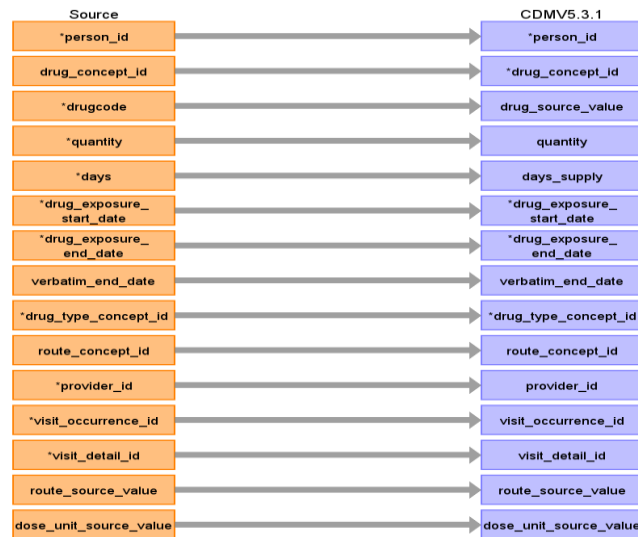 Source CDMV5.3.1
*person_id *person_id
drug_concept_id *drug_concept_id
*drugcode drug_source_value
*quantity quantity
*days days_supply
*drug_exposure_ *drug_exposure_
start_date start_date
*drug_exposure_ *drug_exposure_
end_date end_date
verbatim_end_date verbatim_end_date
*drug_type_concept_id *drug_type_concept_id
route_concept_id route_concept_id
*provider_id provider_id
*visit_occurrence_id visit_occurrence_id
*visit_detail_id visit_detail_id
route_source_value route_source_value
dose_unit_source_value dose_unit_source_value